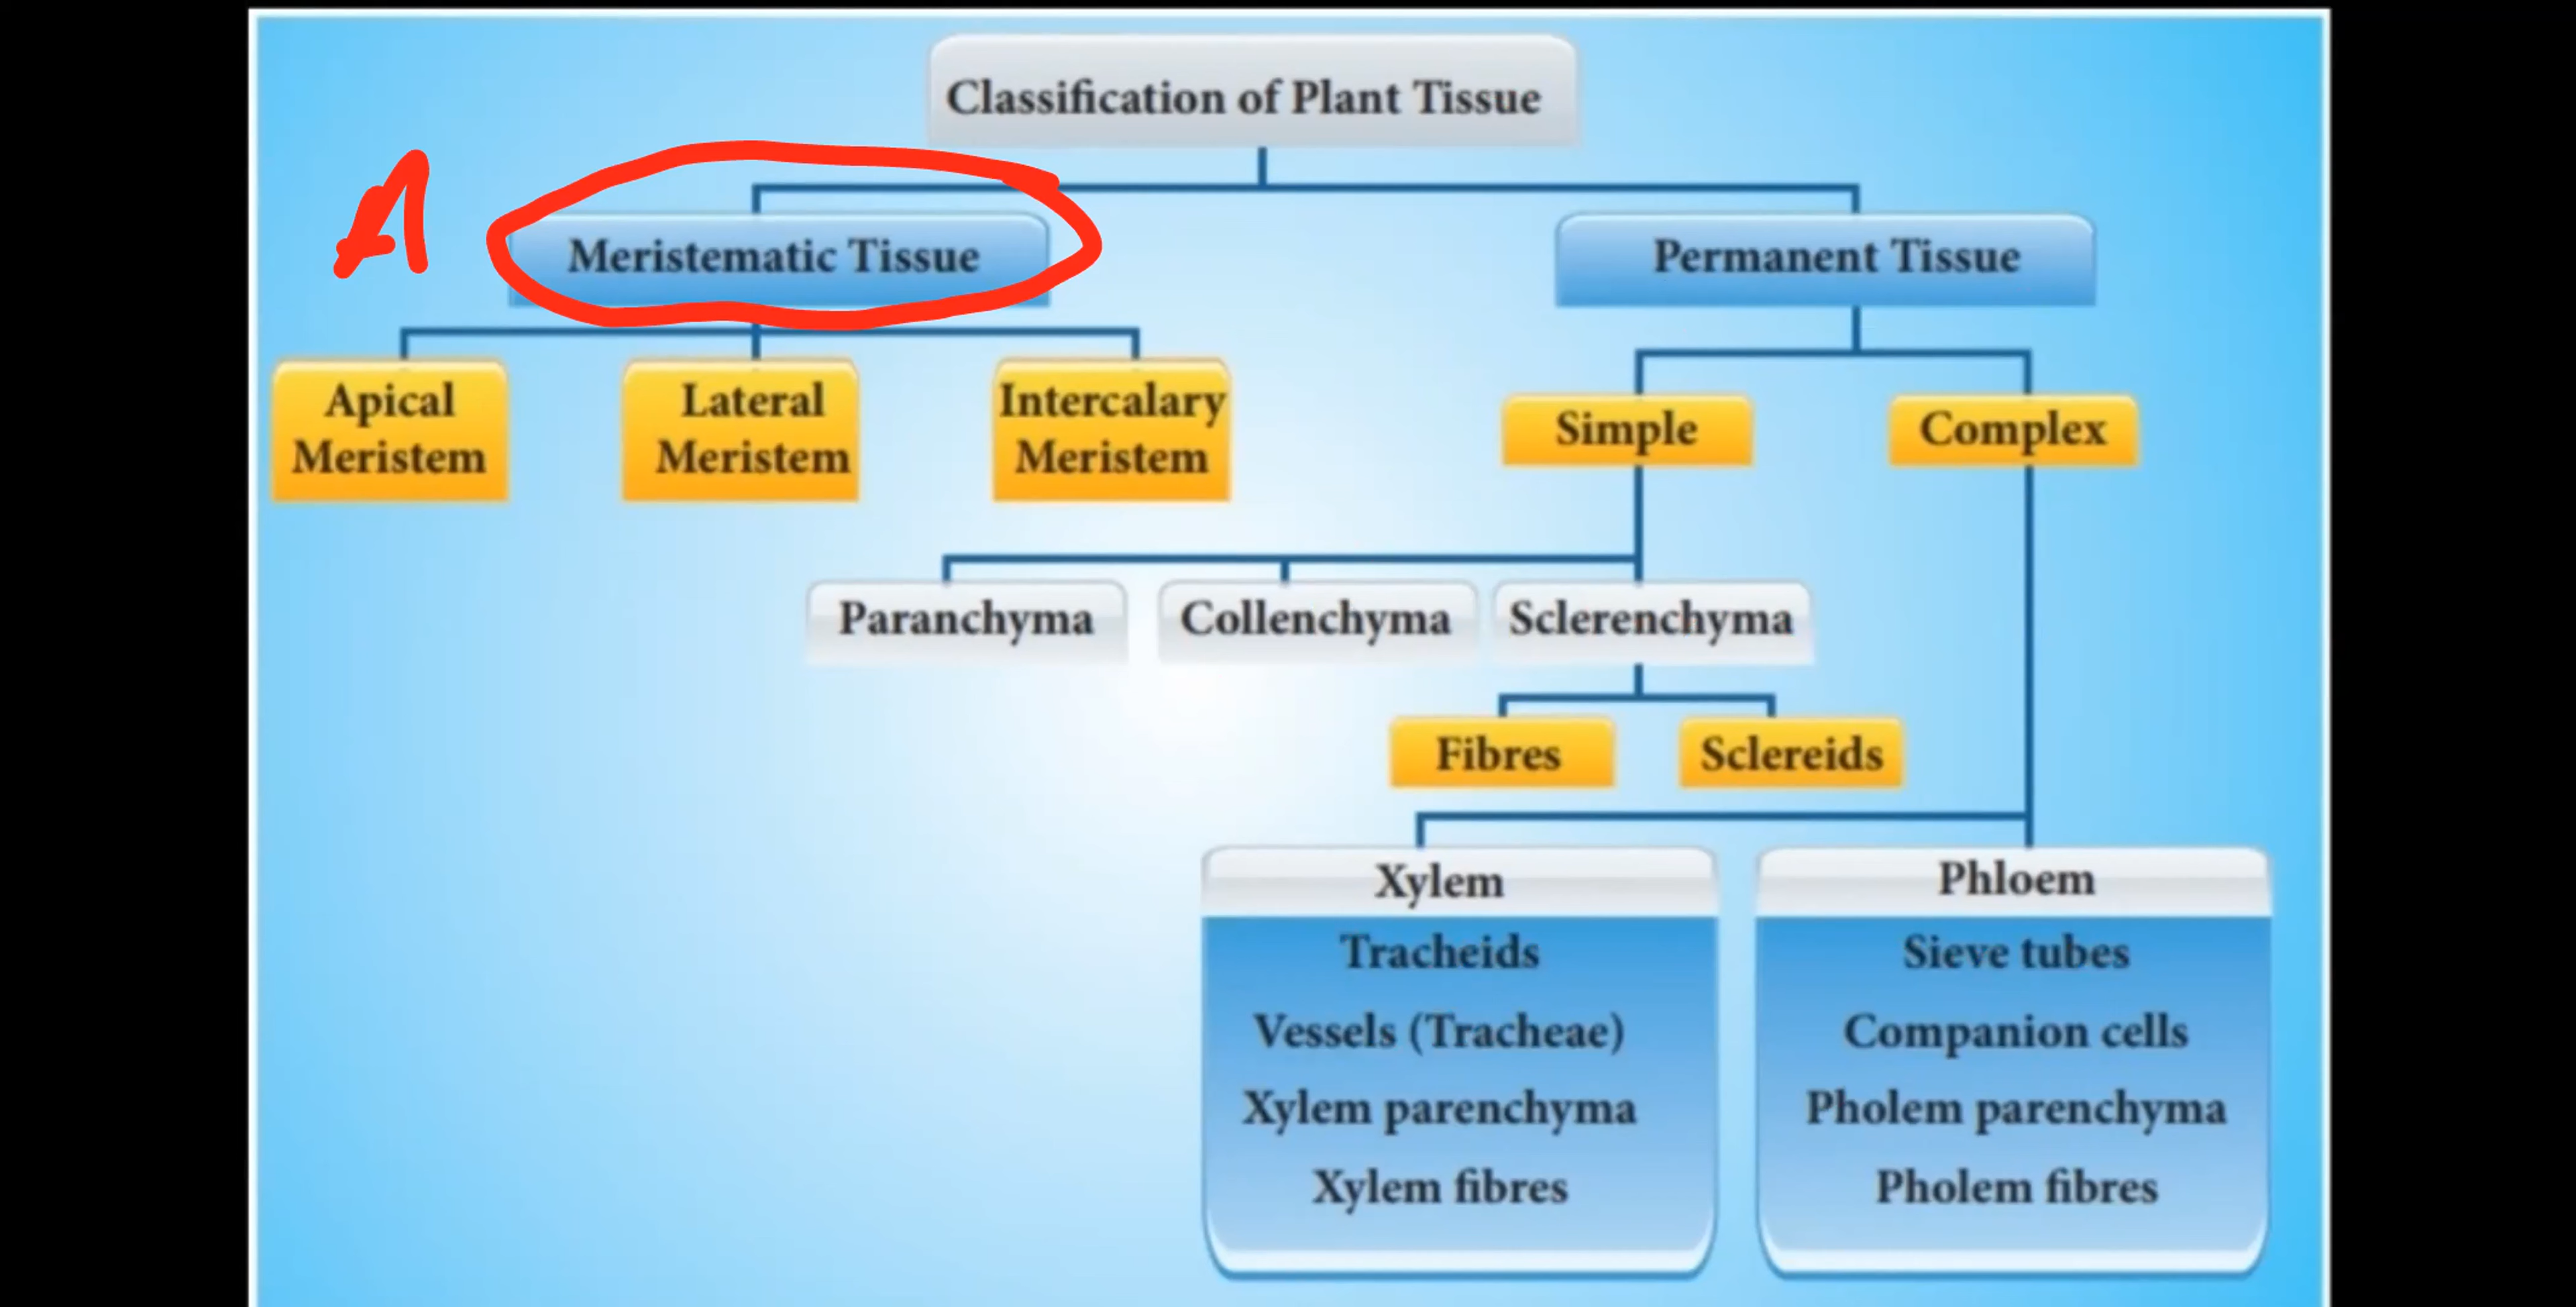 Classification of Plant Tissue
A
Meristematic Tissue
Permanent Tissue
Apical
Meristem
Lateral
Meristem
Intercalary
Meristem
Simple
Complex
Paranchyma
Collenchyma
Sclerenchyma
Fibres
Sclereids
Xylem
Tracheids
Vessels (Tracheae)
Xylem parenchyma
Xylem fibres
Phloem
Sieve tubes
Companion cells
Pholem parenchyma
Pholem fibres